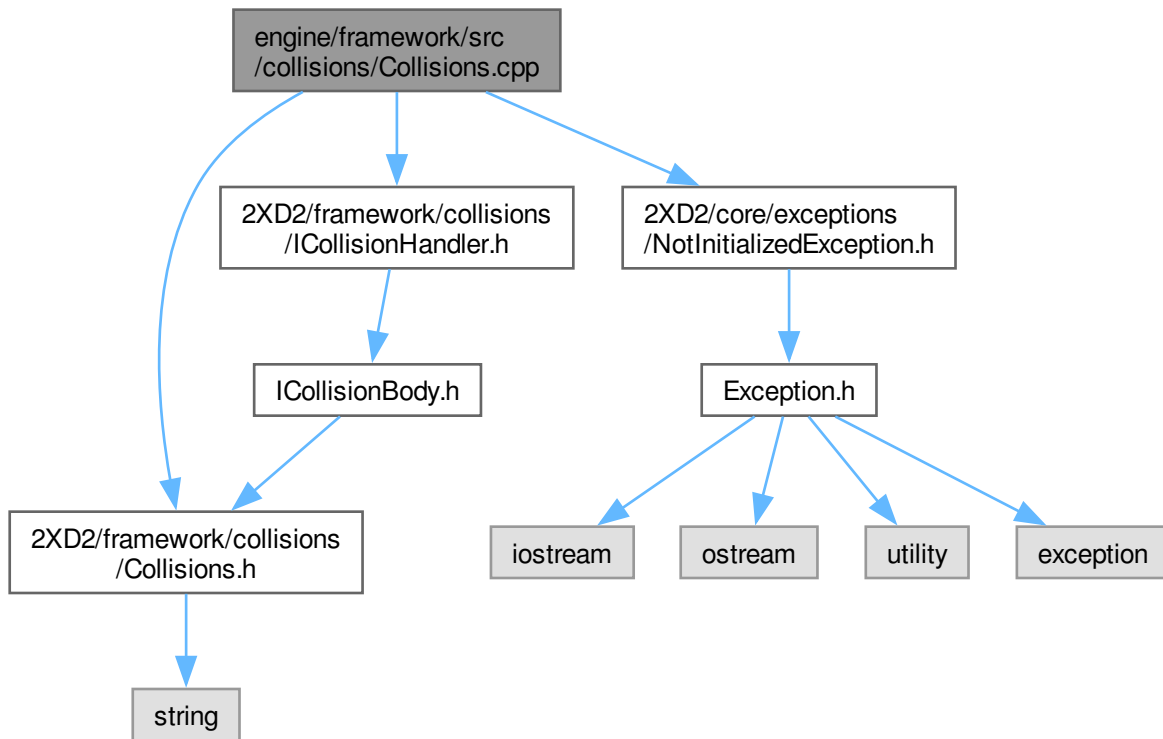 engine/framework/src
/collisions/Collisions.cpp
2XD2/framework/collisions
/ICollisionHandler.h
2XD2/core/exceptions
/NotInitializedException.h
ICollisionBody.h
Exception.h
2XD2/framework/collisions
/Collisions.h
iostream
ostream
utility
exception
string